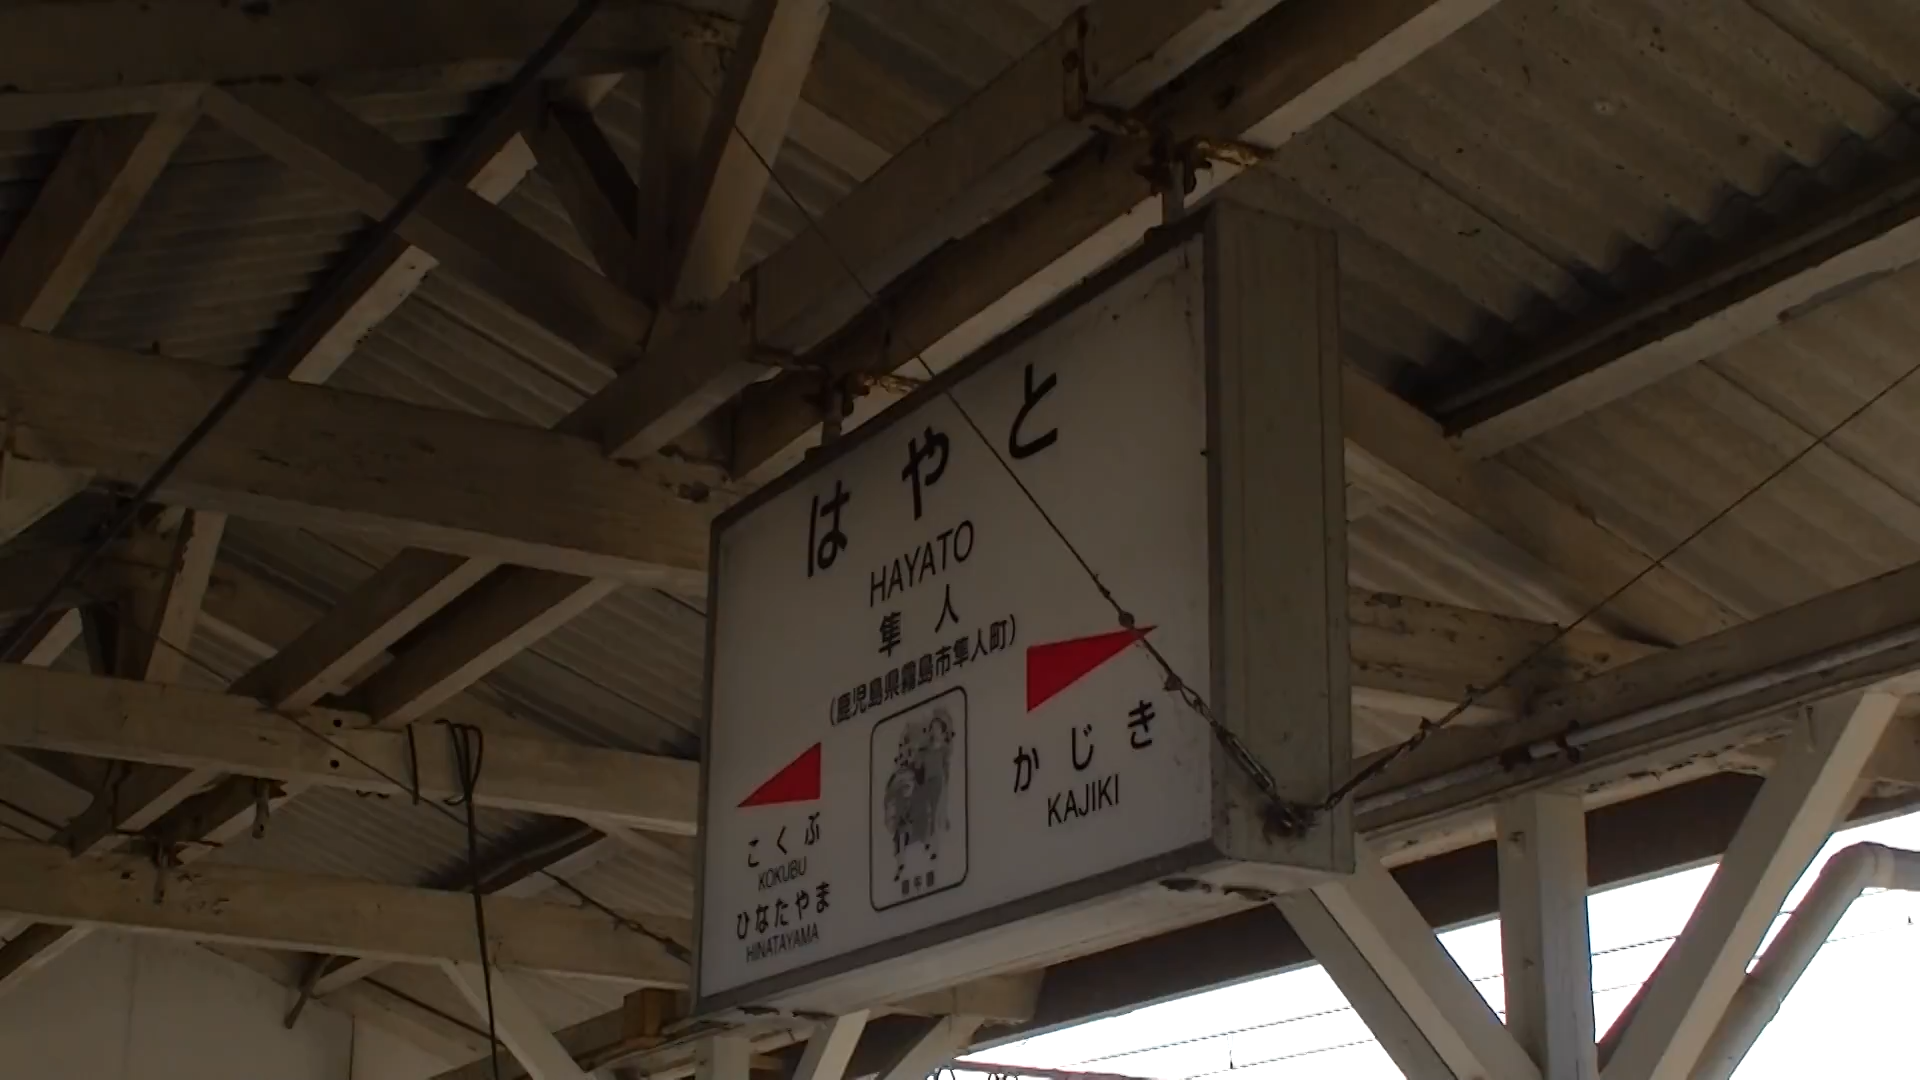 はやと
HAYATO
隼人
(鹿児島県霧島市隼人町)
こくぶ
KOKUBU
ひなたやま
HINATAYAMA
かじき
KAJIKI